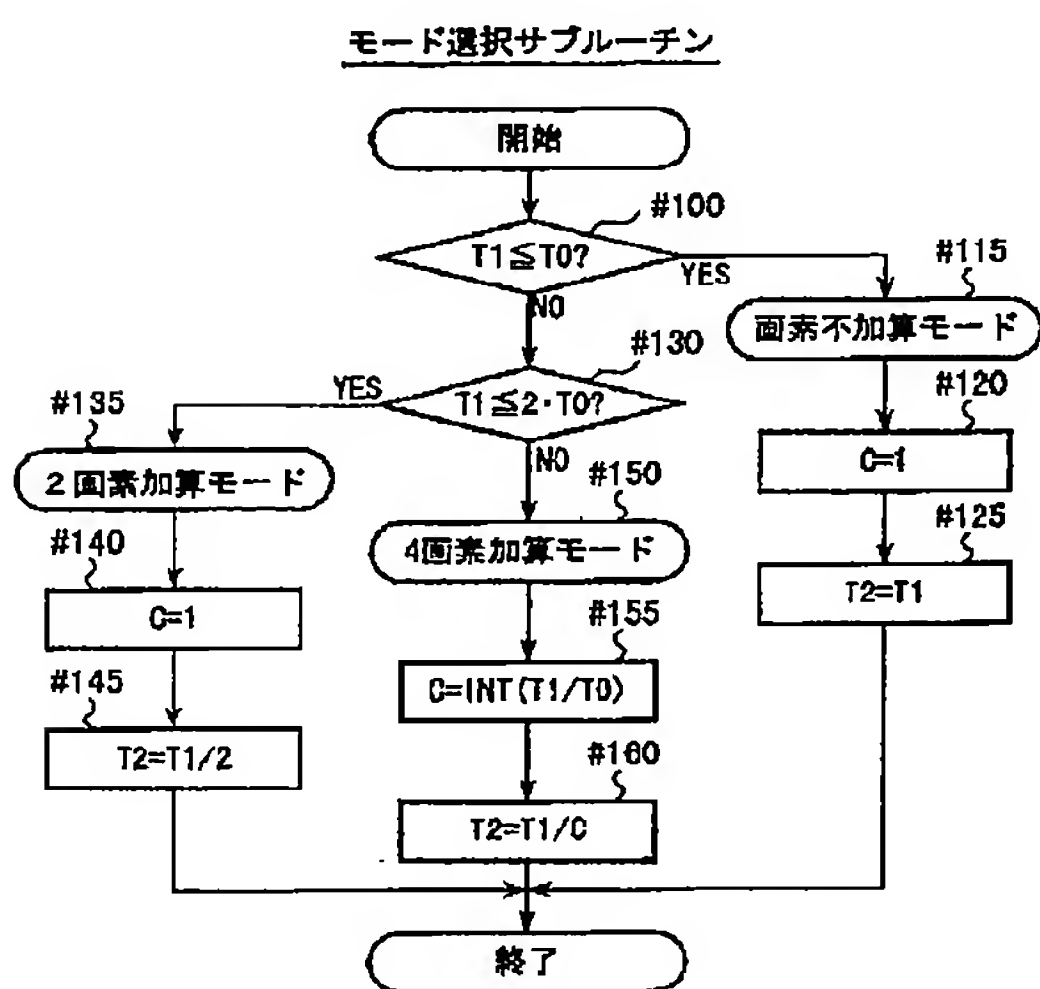 モード選択サブルーチン
開始
#100
T1≦T0?
YES
NO
#115
画素不加算モード
#130
T1≦2・T0?
YES
NO
#120
C=1
#125
T2=T1
#135
2画素加算モード
#140
C=1
#145
T2=T1/2
#150
4画素加算モード
#155
C=INT(T1/T0)
#160
T2=T1/C
終了